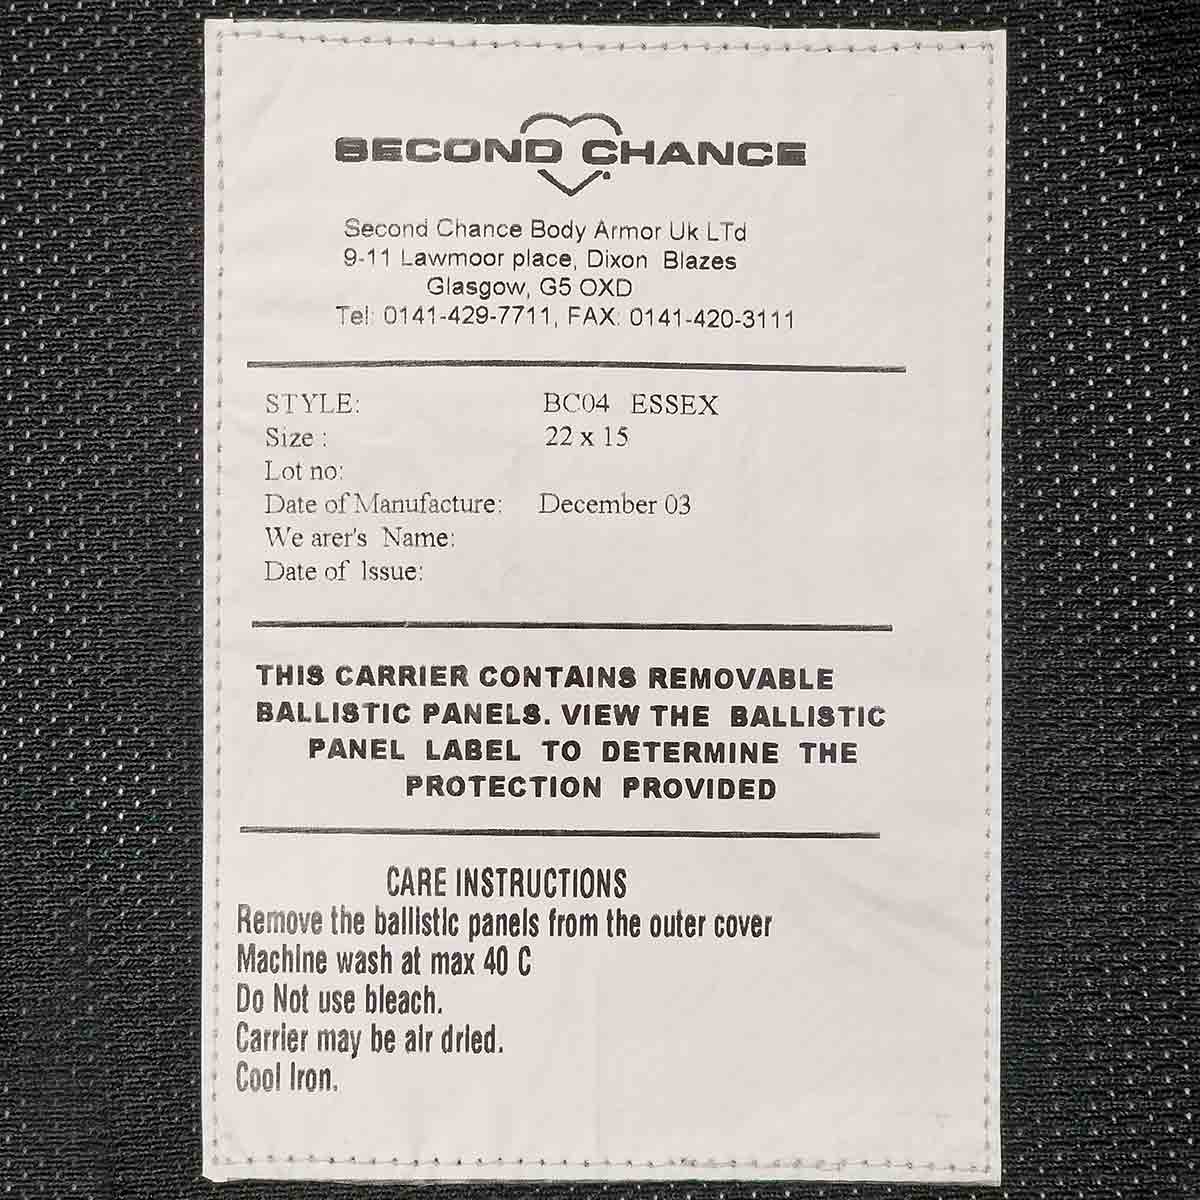 SECOND CHANCE
Second Chance Body Armor Uk LTd
9-11 Lawmoor place, Dixon Blazes
Glasgow, G5 OXD
Tel: 0141-429-7711, FAX: 0141-420-3111
STYLE: BC04 ESSEX
Size : 22 x 15
Lot no:
Date of Manufacture: December 03
We arer's Name:
Date of Issue:
THIS CARRIER CONTAINS REMOVABLE
BALLISTIC PANELS. VIEW THE BALLISTIC
PANEL LABEL TO DETERMINE THE
PROTECTION PROVIDED
CARE INSTRUCTIONS
Remove the ballistic panels from the outer cover
Machine wash at max 40 C
Do Not use bleach.
Carrier may be air dried.
Cool Iron.